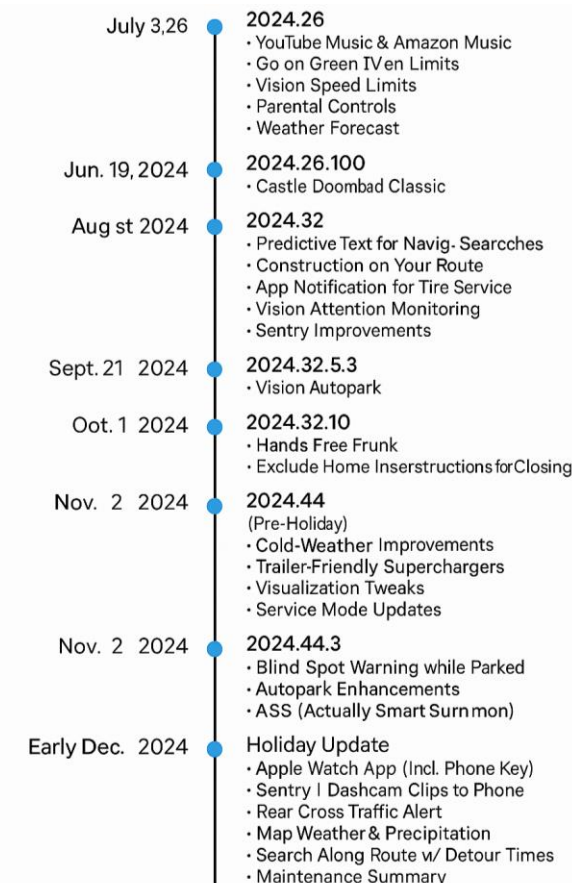 July 3,26
2024.26
· YouTube Music & Amazon Music
· Go on Green IVen Limits
· Vision Speed Limits
· Parental Controls
· Weather Forecast
Jun. 19, 2024
2024.26.100
· Castle Doombad Classic
Aug st 2024
2024.32
· Predictive Text for Navig- Searcches
· Construction on Your Route
· App Notification for Tire Service
· Vision Attention Monitoring
· Sentry Improvements
Sept. 21 2024
2024.32.5.3
· Vision Autopark
Oot. 1 2024
2024.32.10
· Hands Free Frunk
· Exclude Home Inserstructions for Closing
Nov. 2 2024
2024.44
(Pre-Holiday)
· Cold-Weather Improvements
· Trailer-Friendly Superchargers
· Visualization Tweaks
· Service Mode Updates
Nov. 2 2024
2024.44.3
· Blind Spot Warning while Parked
· Autopark Enhancements
· ASS (Actually Smart Surnmon)
Early Dec. 2024
Holiday Update
· Apple Watch App (Incl. Phone Key)
· Sentry | Dashcam Clips to Phone
· Rear Cross Traffic Alert
· Map Weather & Precipitation
· Search Along Route w/ Detour Times
· Maintenance Summary